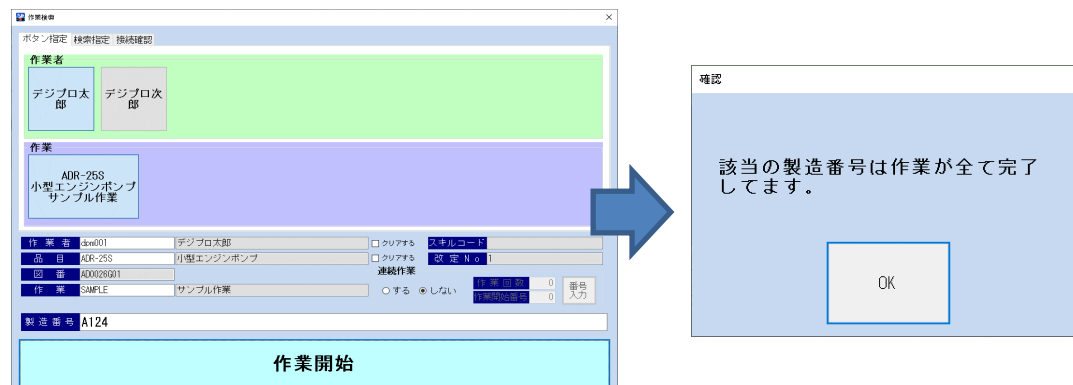 作業検索
ボタン指定 検索指定 接続確認
作業者
デジプロ太
郎
デジプロ次
郎
作業
ADR-25S
小型エンジンポンプ
サンプル作業
作 業 者 dpm001 デジプロ太郎 クリアする スキルコード
品 目 ADR-25S 小型エンジンポンプ クリアする 改 定 N o 1
図 番 AD0026G01 連続作業
作 業 SAMPLE サンプル作業 する しない 作 業 回 数 0 番号
作業開始番号 0 入力
製 造 番 号 A124
作業開始
確認
該当の製造番号は作業が全て完了
してます。
OK